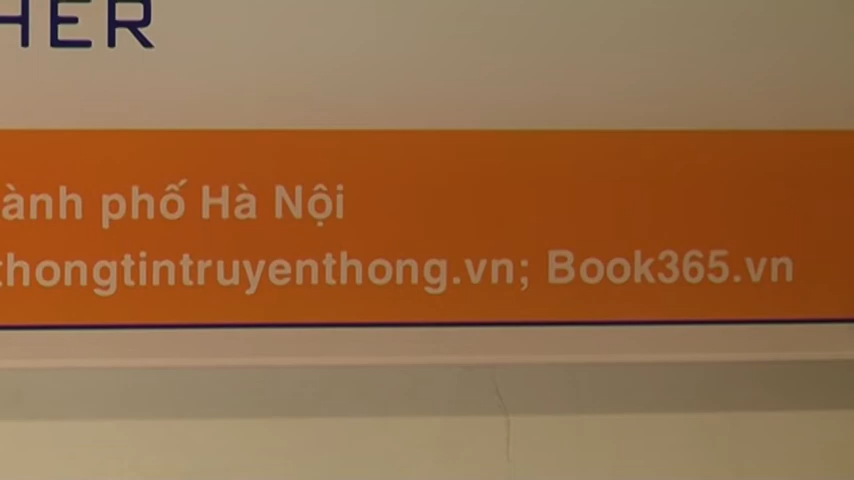 HER
ành phố Hà Nội
thongtintruyenthong.vn; Book365.vn